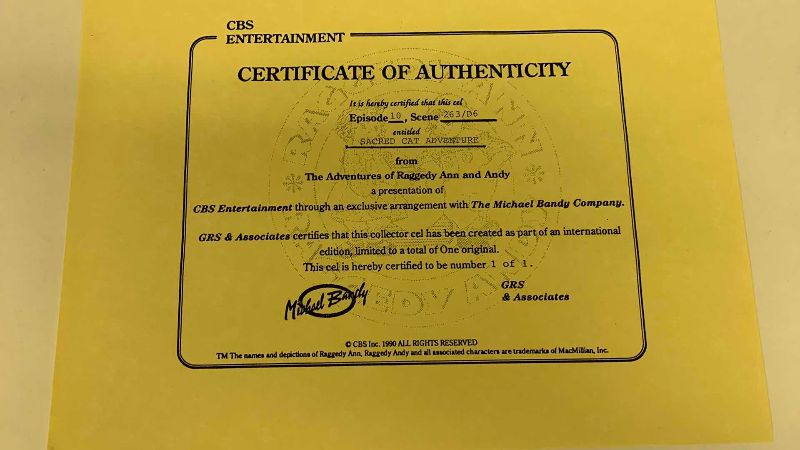 CBS
ENTERTAINMENT
CERTIFICATE OF AUTHENTICITY
It is hereby certified that this cel
Episode 10, Scene 263/D6
entitled
SACRED CAT ADVENTURE
from
The Adventures of Raggedy Ann and Andy
a presentation of
CBS Entertainment through an exclusive arrangement with The Michael Bandy Company.
GRS & Associates certifies that this collector cel has been created as part of an international
edition, limited to a total of One original.
This cel is hereby certified to be number 1 of 1.
Michael Bandy
GRS
& Associates
© CBS Inc. 1990 ALL RIGHTS RESERVED
TM The names and depictions of Raggedy Ann, Raggedy Andy and all associated characters are trademarks of MacMillian, Inc.